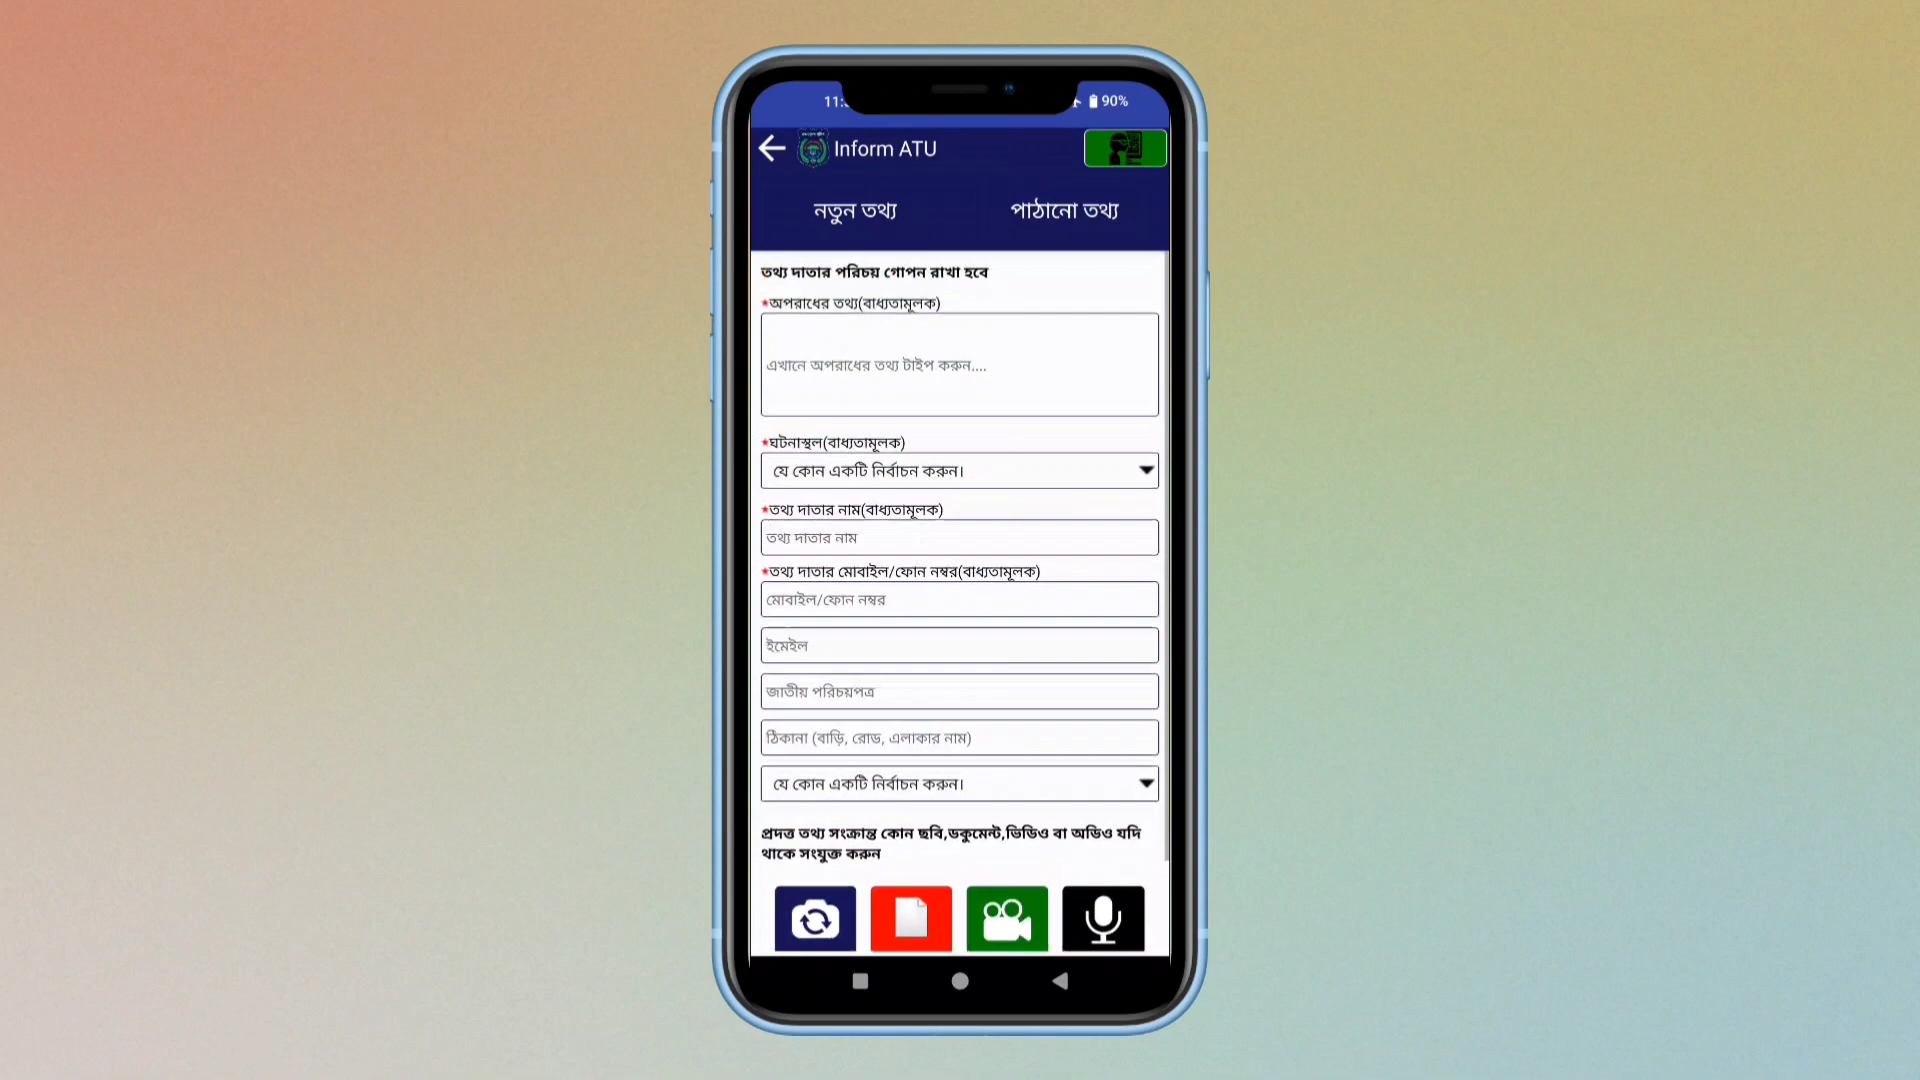 90%
Inform ATU
নতুন তথ্য
পাঠানো তথ্য
তথ্য দাতার পরিচয় গোপন রাখা হবে
*অপরাধের তথ্য(বাধ্যতামূলক)
এখানে অপরাধের তথ্য টাইপ করুন....
*ঘটনাস্থল(বাধ্যতামূলক)
যে কোন একটি নির্বাচন করুন।
*তথ্য দাতার নাম(বাধ্যতামূলক)
তথ্য দাতার নাম
*তথ্য দাতার মোবাইল/ফোন নম্বর(বাধ্যতামূলক)
মোবাইল/ফোন নম্বর
ইমেইল
জাতীয় পরিচয়পত্র
ঠিকানা (বাড়ি, রোড, এলাকার নাম)
যে কোন একটি নির্বাচন করুন।
প্রদত্ত তথ্য সংক্রান্ত কোন ছবি,ডকুমেন্ট,ভিডিও বা অডিও যদি
থাকে সংযুক্ত করুন